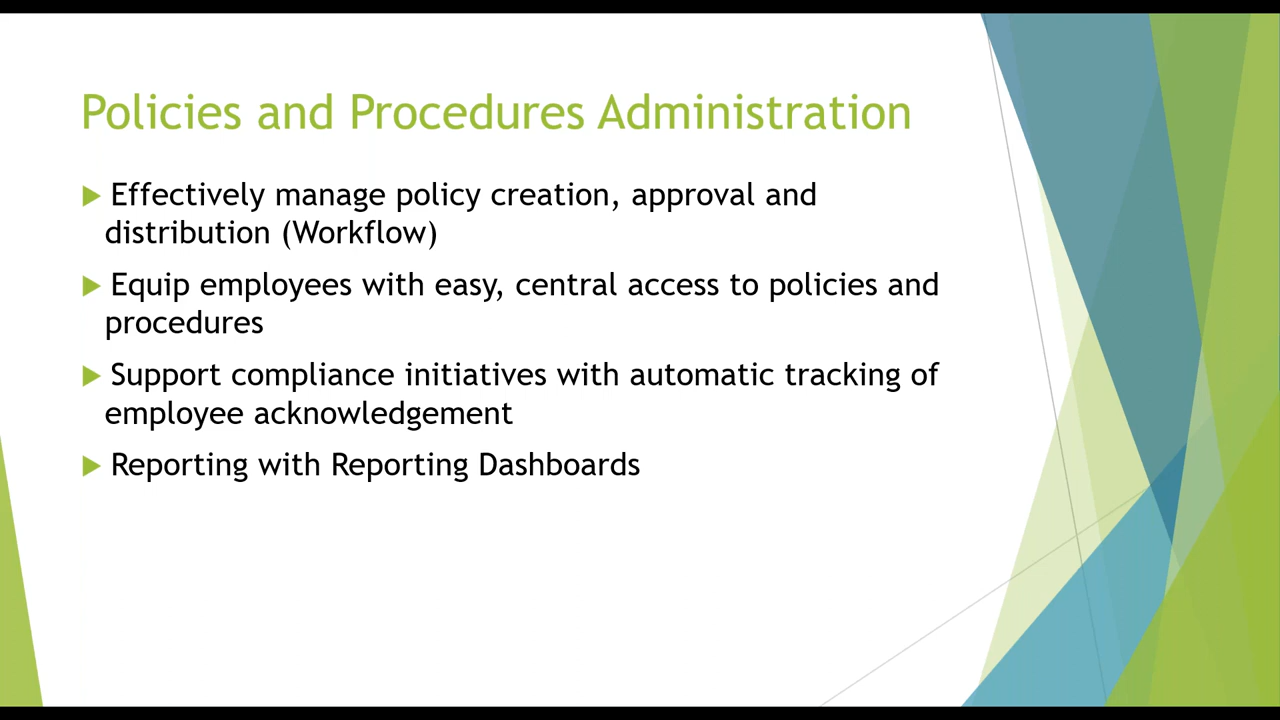 Policies and Procedures Administration
Effectively manage policy creation, approval and
distribution (Workflow)
Equip employees with easy, central access to policies and
procedures
Support compliance initiatives with automatic tracking of
employee acknowledgement
Reporting with Reporting Dashboards